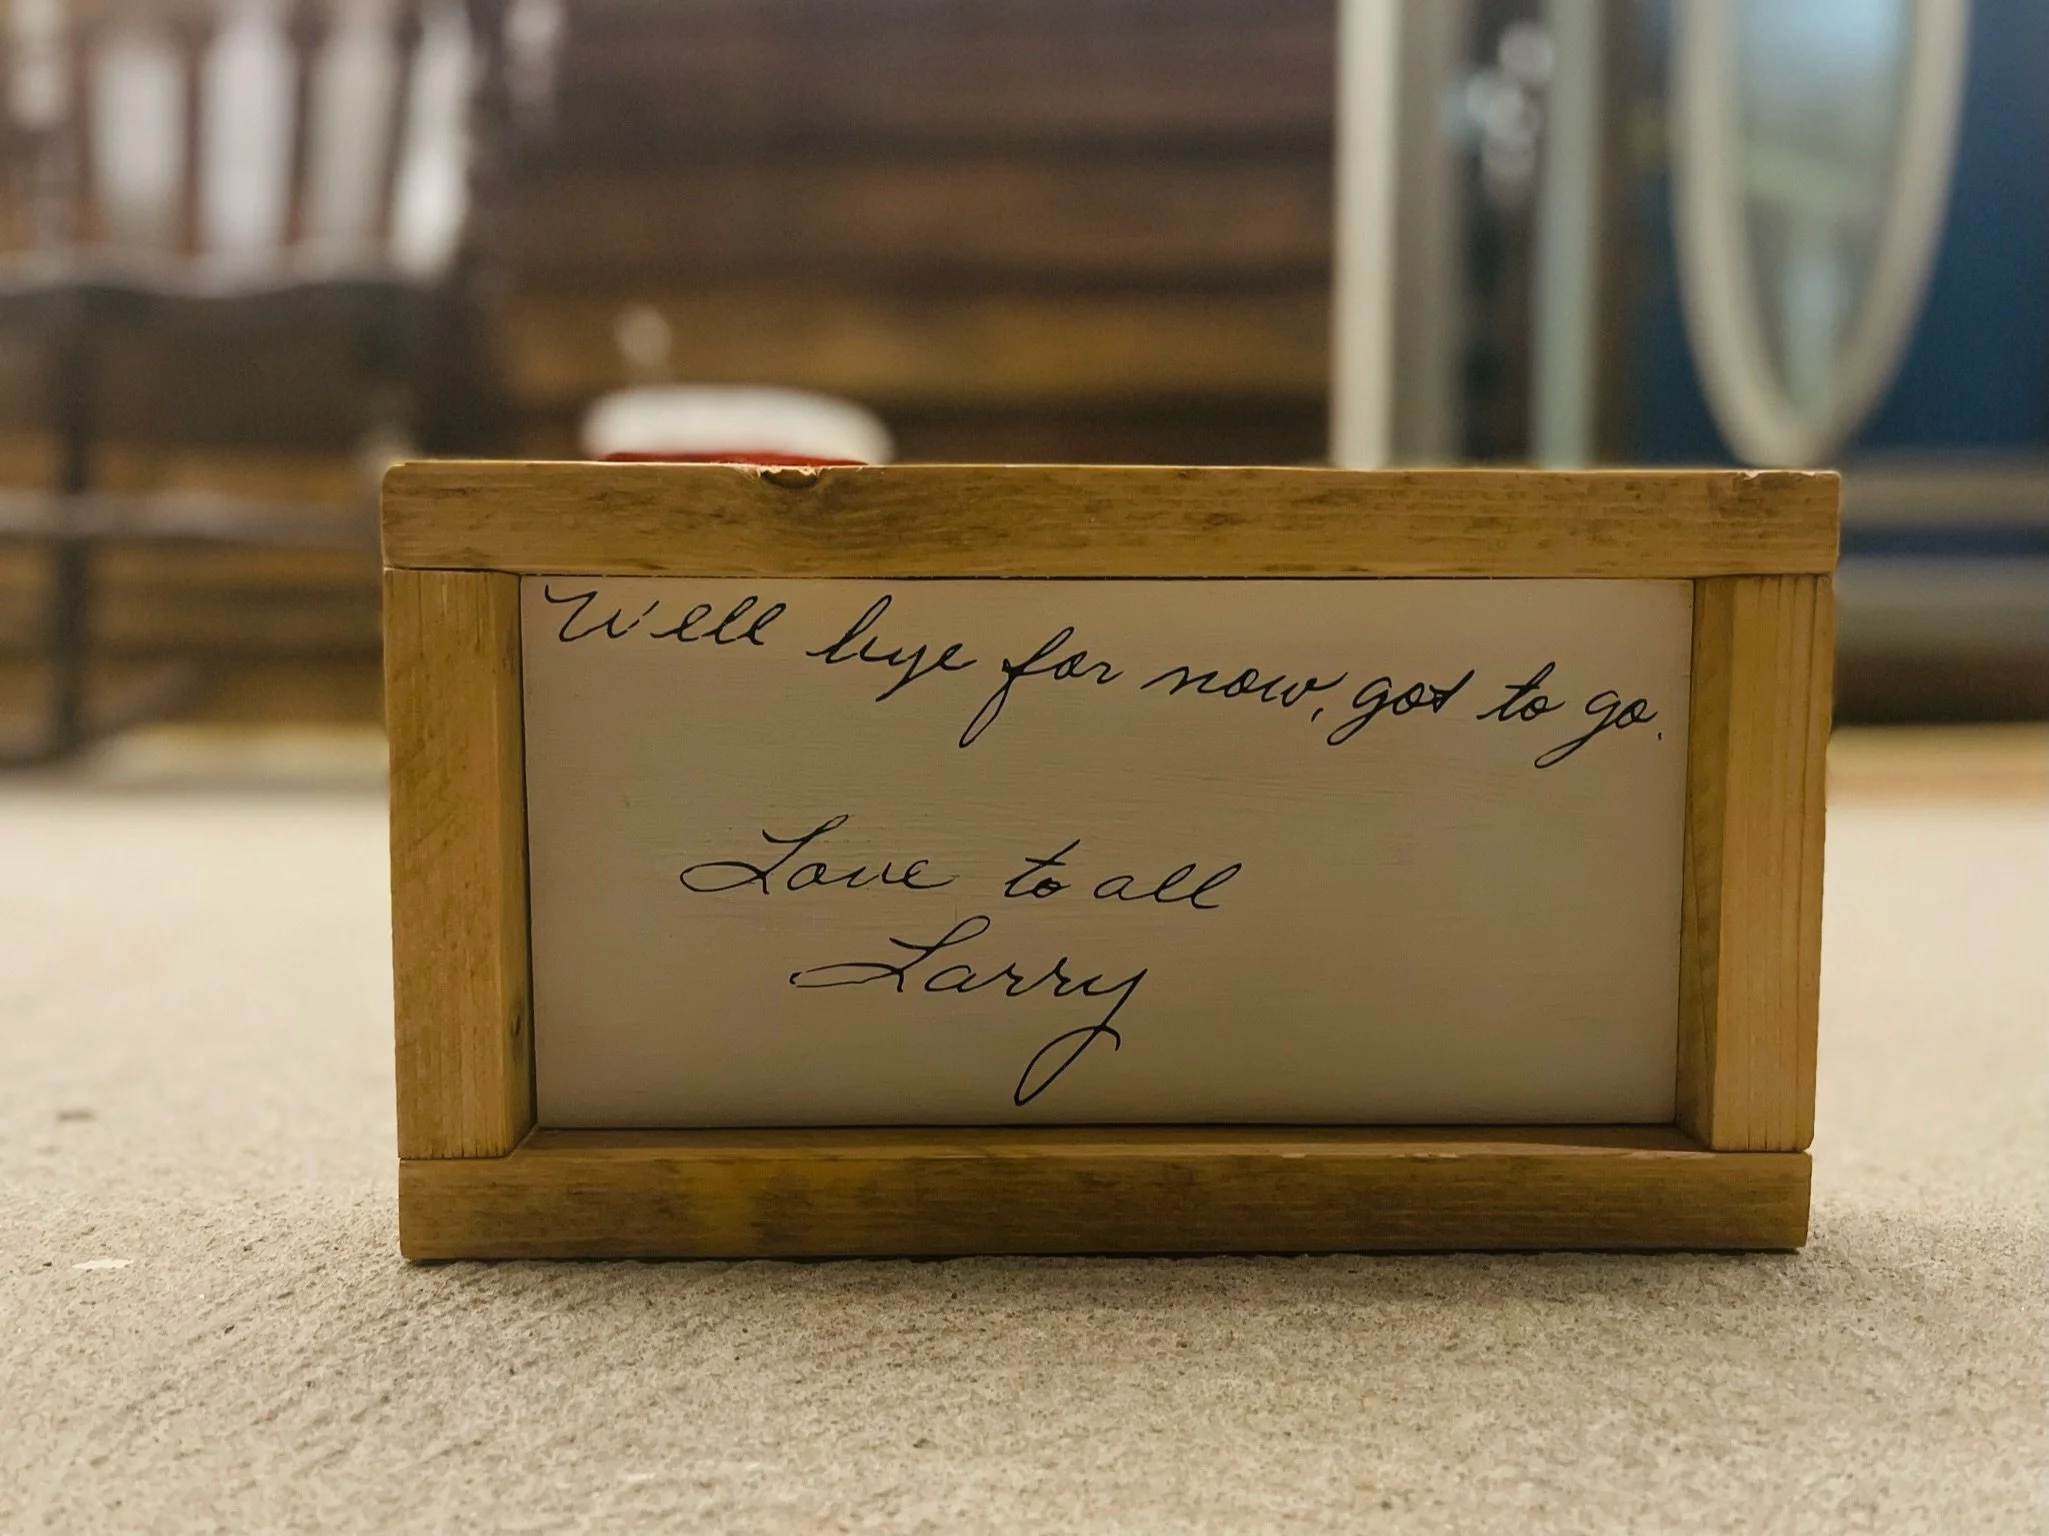 Well bye for now, got to go.
Love to all
Larry